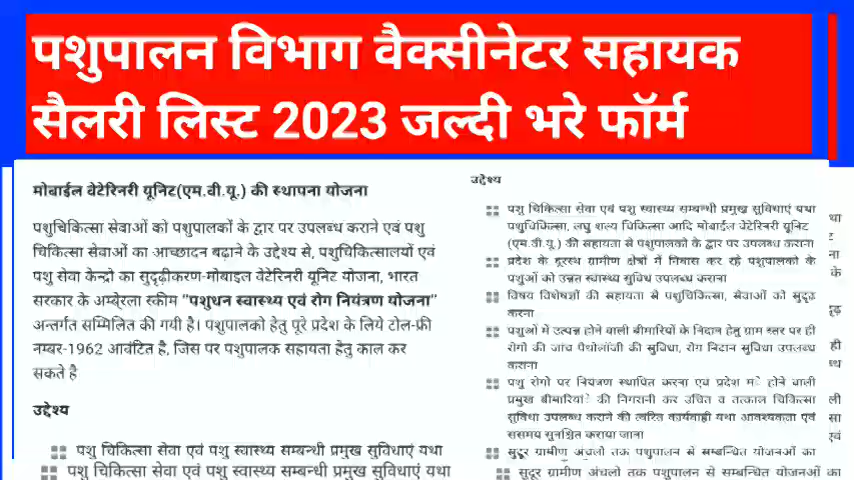 पशुपालन विभाग वैक्सीनेटर सहायक
सैलरी लिस्ट 2023 जल्दी भरे फॉर्म
मोबाईल वेटेरिनरी यूनिट(एम.वी.यू.) की स्थापना योजना
पशुचिकित्सा सेवाओं को पशुपालकों के द्वार पर उपलब्ध कराने एवं पशु
चिकित्सा सेवाओं का आच्छादन बढ़ाने के उद्देश्य से, पशुचिकित्सालयों एवं
पशु सेवा केन्द्रो का सुदृढ़ीकरण-मोबाइल वेटेरिनरी यूनिट योजना, भारत
सरकार के अम्ब्रेला स्कीम "पशुधन स्वास्थ्य एवं रोग नियंत्रण योजना"
अन्तर्गत सम्मिलित की गयी है। पशुपालको हेतु पूरे प्रदेश के लिये टोल-फ्री
नम्बर-1962 आवंटित है, जिस पर पशुपालक सहायता हेतु काल कर
सकते है
उद्देश्य
पशु चिकित्सा सेवा एवं पशु स्वास्थ्य सम्बन्धी प्रमुख सुविधाएं यथा
पशु चिकित्सा सेवा एवं पशु स्वास्थ्य सम्बन्धी प्रमुख सुविधाएं यथा
उद्देश्य
पशु चिकित्सा सेवा एवं पशु स्वास्थ्य सम्बन्धी प्रमुख सुविधाएं यथा
पशुचिकित्सा, लघु शल्य चिकित्सा आदि मोबाईल वेटेरिनरी यूनिट
(एम.वी.यू.) की सहायता से पशुपालको के द्वार पर उपलब्ध कराना
प्रदेश के दूरस्थ ग्रामीण क्षेत्रों में निवास कर रहे पशुपालको के
पशुओं को उन्नत स्वास्थ्य सुविध उपलब्ध कराना
विषय विशेषज्ञों की सहायता से पशुचिकित्सा, सेवाओं को सुदृढ़
करना
पशुओं में उत्पन्न होने वाली बीमारियों के निदान हेतु ग्राम स्तर पर ही
रोगों की जांच पैथोलॉजी की सुविधा, रोग निदान सुविधा उपलब्ध
कराना
पशु रोगों पर नियंत्रण स्थापित करना एवं प्रदेश में होने वाली
प्रमुख बीमारियों की निगरानी कर उचित व तत्काल चिकित्सा
सुविधा उपलब्ध कराने की त्वरित कार्यवाही यथा आवश्यकता एवं
ससमय सुनश्चित कराया जाना
सुदूर ग्रामीण अंचलो तक पशुपालन से सम्बन्धित योजनओं का
सुदूर ग्रामीण अंचलो तक पशुपालन से सम्बन्धित योजनओं का